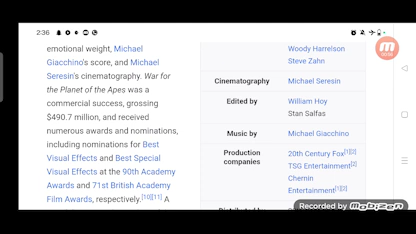 2:36
emotional weight, Michael
Giacchino's score, and Michael
Seresin's cinematography. War for
the Planet of the Apes was a
commercial success, grossing
$490.7 million, and received
numerous awards and nominations,
including nominations for Best
Visual Effects and Best Special
Visual Effects at the 90th Academy
Awards and 71st British Academy
Film Awards, respectively.[10][11] A
Woody Harrelson
Steve Zahn
Cinematography Michael Seresin
Edited by William Hoy
Stan Salfas
Music by Michael Giacchino
Production 20th Century Fox[1][2]
companies TSG Entertainment[2]
Chernin
Entertainment[1][2]
Distributed by
Recorded by Mobizen